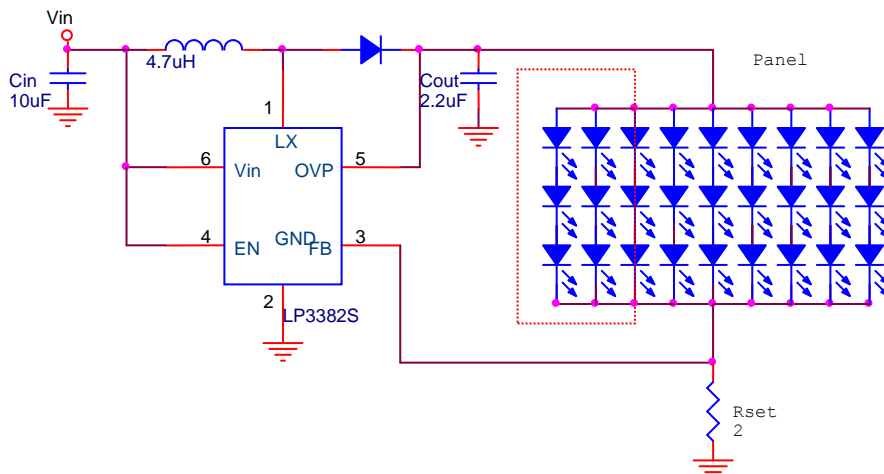 Vin
4.7uH
Cin
10uF
Cout
2.2uF
Panel
1
LX
6
Vin
OVP
5
4
EN
GND
FB
3
2
LP3382S
Rset
2